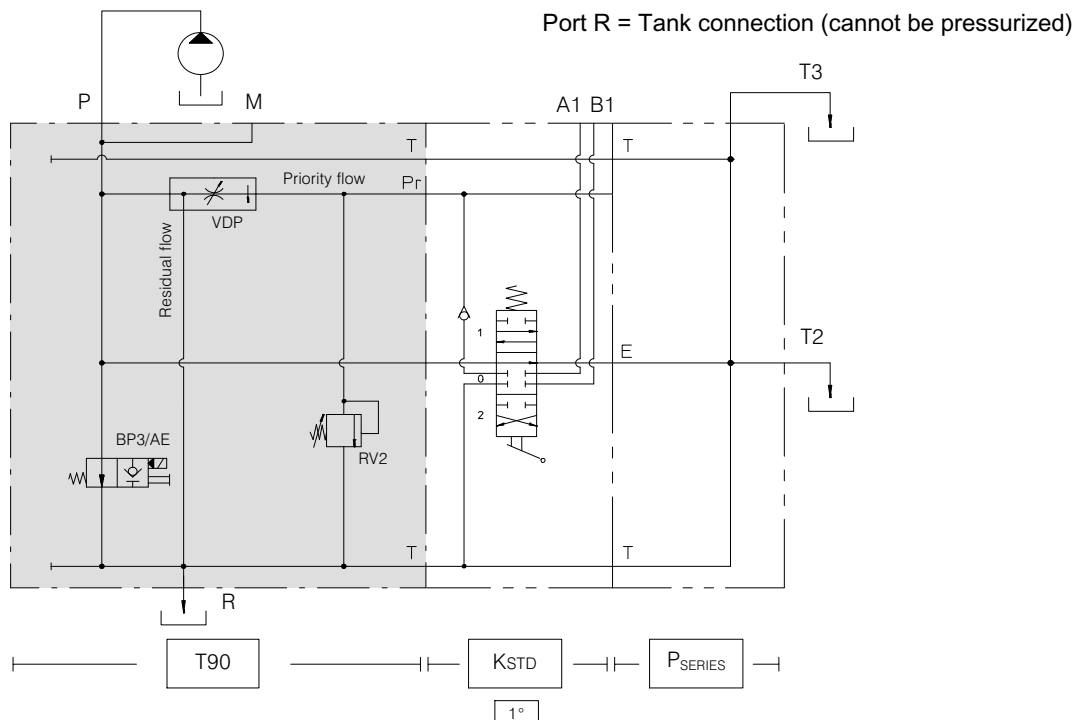 Port R = Tank connection (cannot be pressurized)
T3
P
M
A1 B1
T
T
Priority flow
Pr
VDP
Residual flow
1
E
T2
0
2
BP3/AE
RV2
T
T
R
T90
KSTD
PSERIES
1°